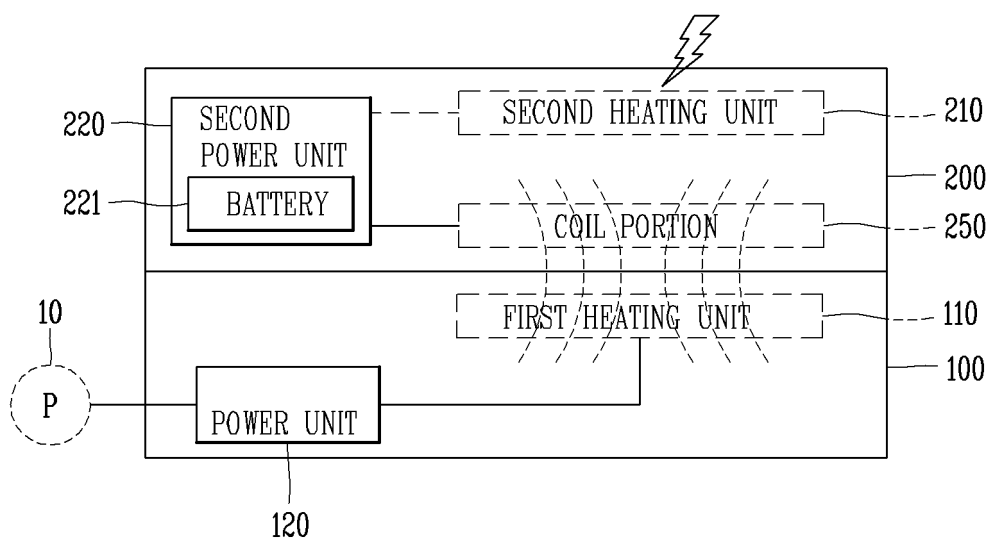 220
SECOND
POWER UNIT
221
BATTERY
SECOND HEATING UNIT
210
200
COIL PORTION
250
10
P
FIRST HEATING UNIT
110
100
POWER UNIT
120